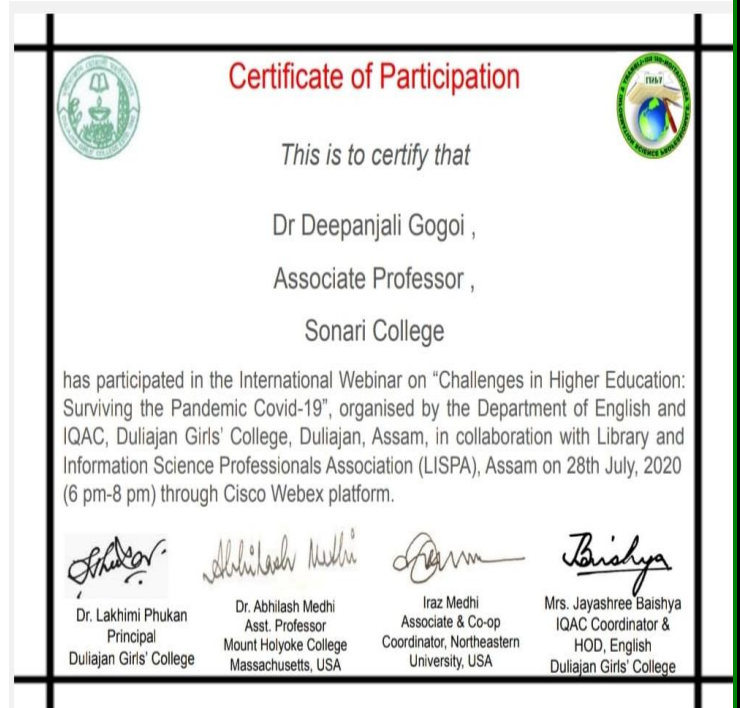 Certificate of Participation
This is to certify that
Dr Deepanjali Gogoi ,
Associate Professor ,
Sonari College
has participated in the International Webinar on “Challenges in Higher Education:
Surviving the Pandemic Covid-19”, organised by the Department of English and
IQAC, Duliajan Girls’ College, Duliajan, Assam, in collaboration with Library and
Information Science Professionals Association (LISPA), Assam on 28th July, 2020
(6 pm-8 pm) through Cisco Webex platform.
Abhilash Medhi
Baishya
Dr. Lakhimi Phukan
Principal
Duliajan Girls’ College
Dr. Abhilash Medhi
Asst. Professor
Mount Holyoke College
Massachusetts, USA
Iraz Medhi
Associate & Co-op
Coordinator, Northeastern
University, USA
Mrs. Jayashree Baishya
IQAC Coordinator &
HOD, English
Duliajan Girls’ College